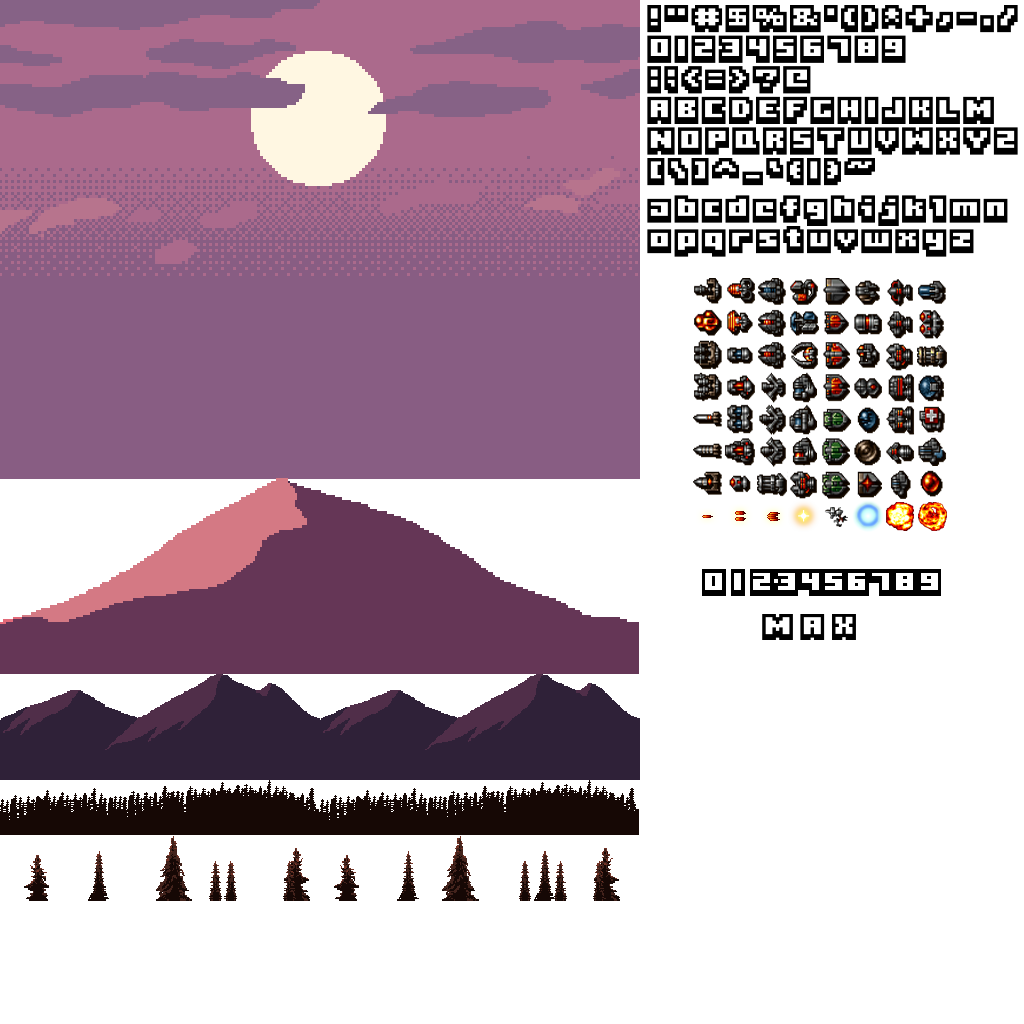 !"#$%&'()*+,-./
0123456789
:;<=>?@
ABCDEFGHIJKLM
NOPQRSTUVWXYZ
[\]^_`{|}~
abcdefghijklmn
opqrstuvwxyz
0123456789
MAX